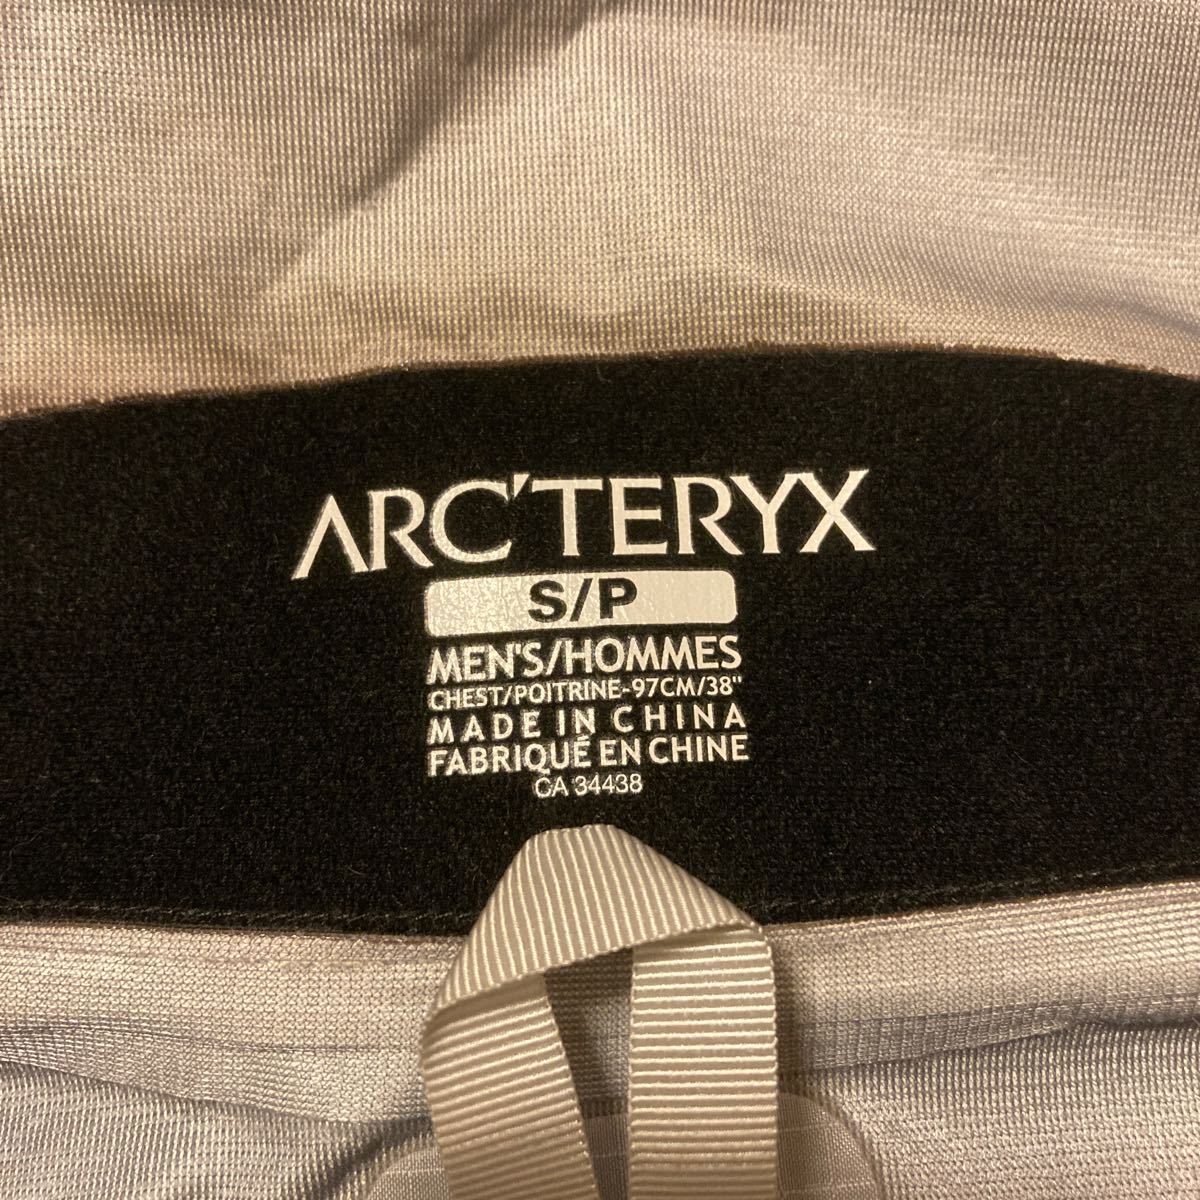 ARC'TERYX
S/P
MEN'S/HOMMES
CHEST/POITRINE-97CM/38"
MADE IN CHINA
FABRIQUÉ EN CHINE
CA 34438